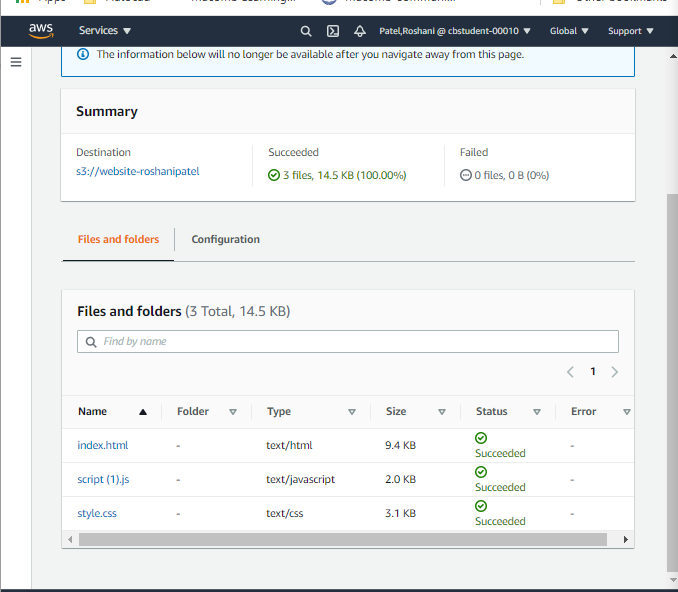 aws Services Patel,Roshani @ cbstudent-00010 Global Support
The information below will no longer be available after you navigate away from this page.
Summary
Destination Succeeded Failed
s3://website-roshanipatel 3 files, 14.5 KB (100.00%) 0 files, 0 B (0%)
Files and folders Configuration
Files and folders (3 Total, 14.5 KB)
Find by name
1
Name Folder Type Size Status Error
index.html - text/html 9.4 KB Succeeded -
script (1).js - text/javascript 2.0 KB Succeeded -
style.css - text/css 3.1 KB Succeeded -